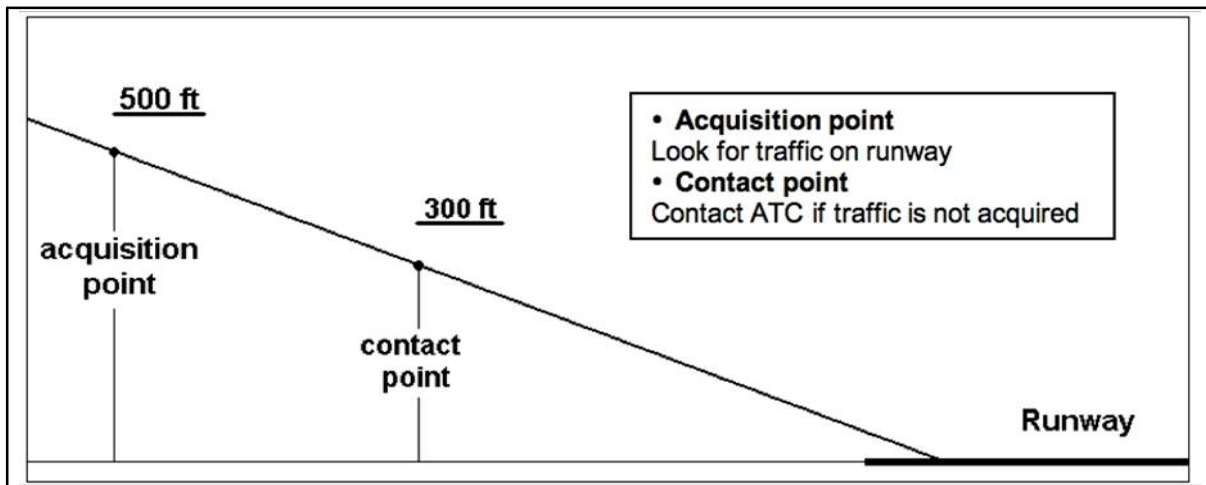 500 ft
• Acquisition point
Look for traffic on runway
• Contact point
Contact ATC if traffic is not acquired
300 ft
acquisition
point
contact
point
Runway